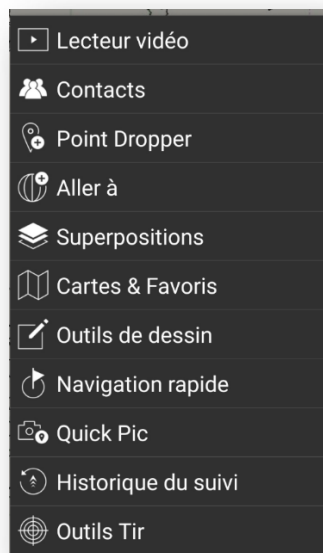 Lecteur vidéo
Contacts
Point Dropper
Aller à
Superpositions
Cartes & Favoris
Outils de dessin
Navigation rapide
Quick Pic
Historique du suivi
Outils Tir